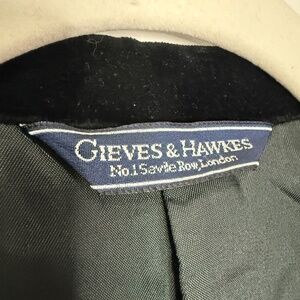 GIEVES & HAWKES
No.1 Savile Row, London